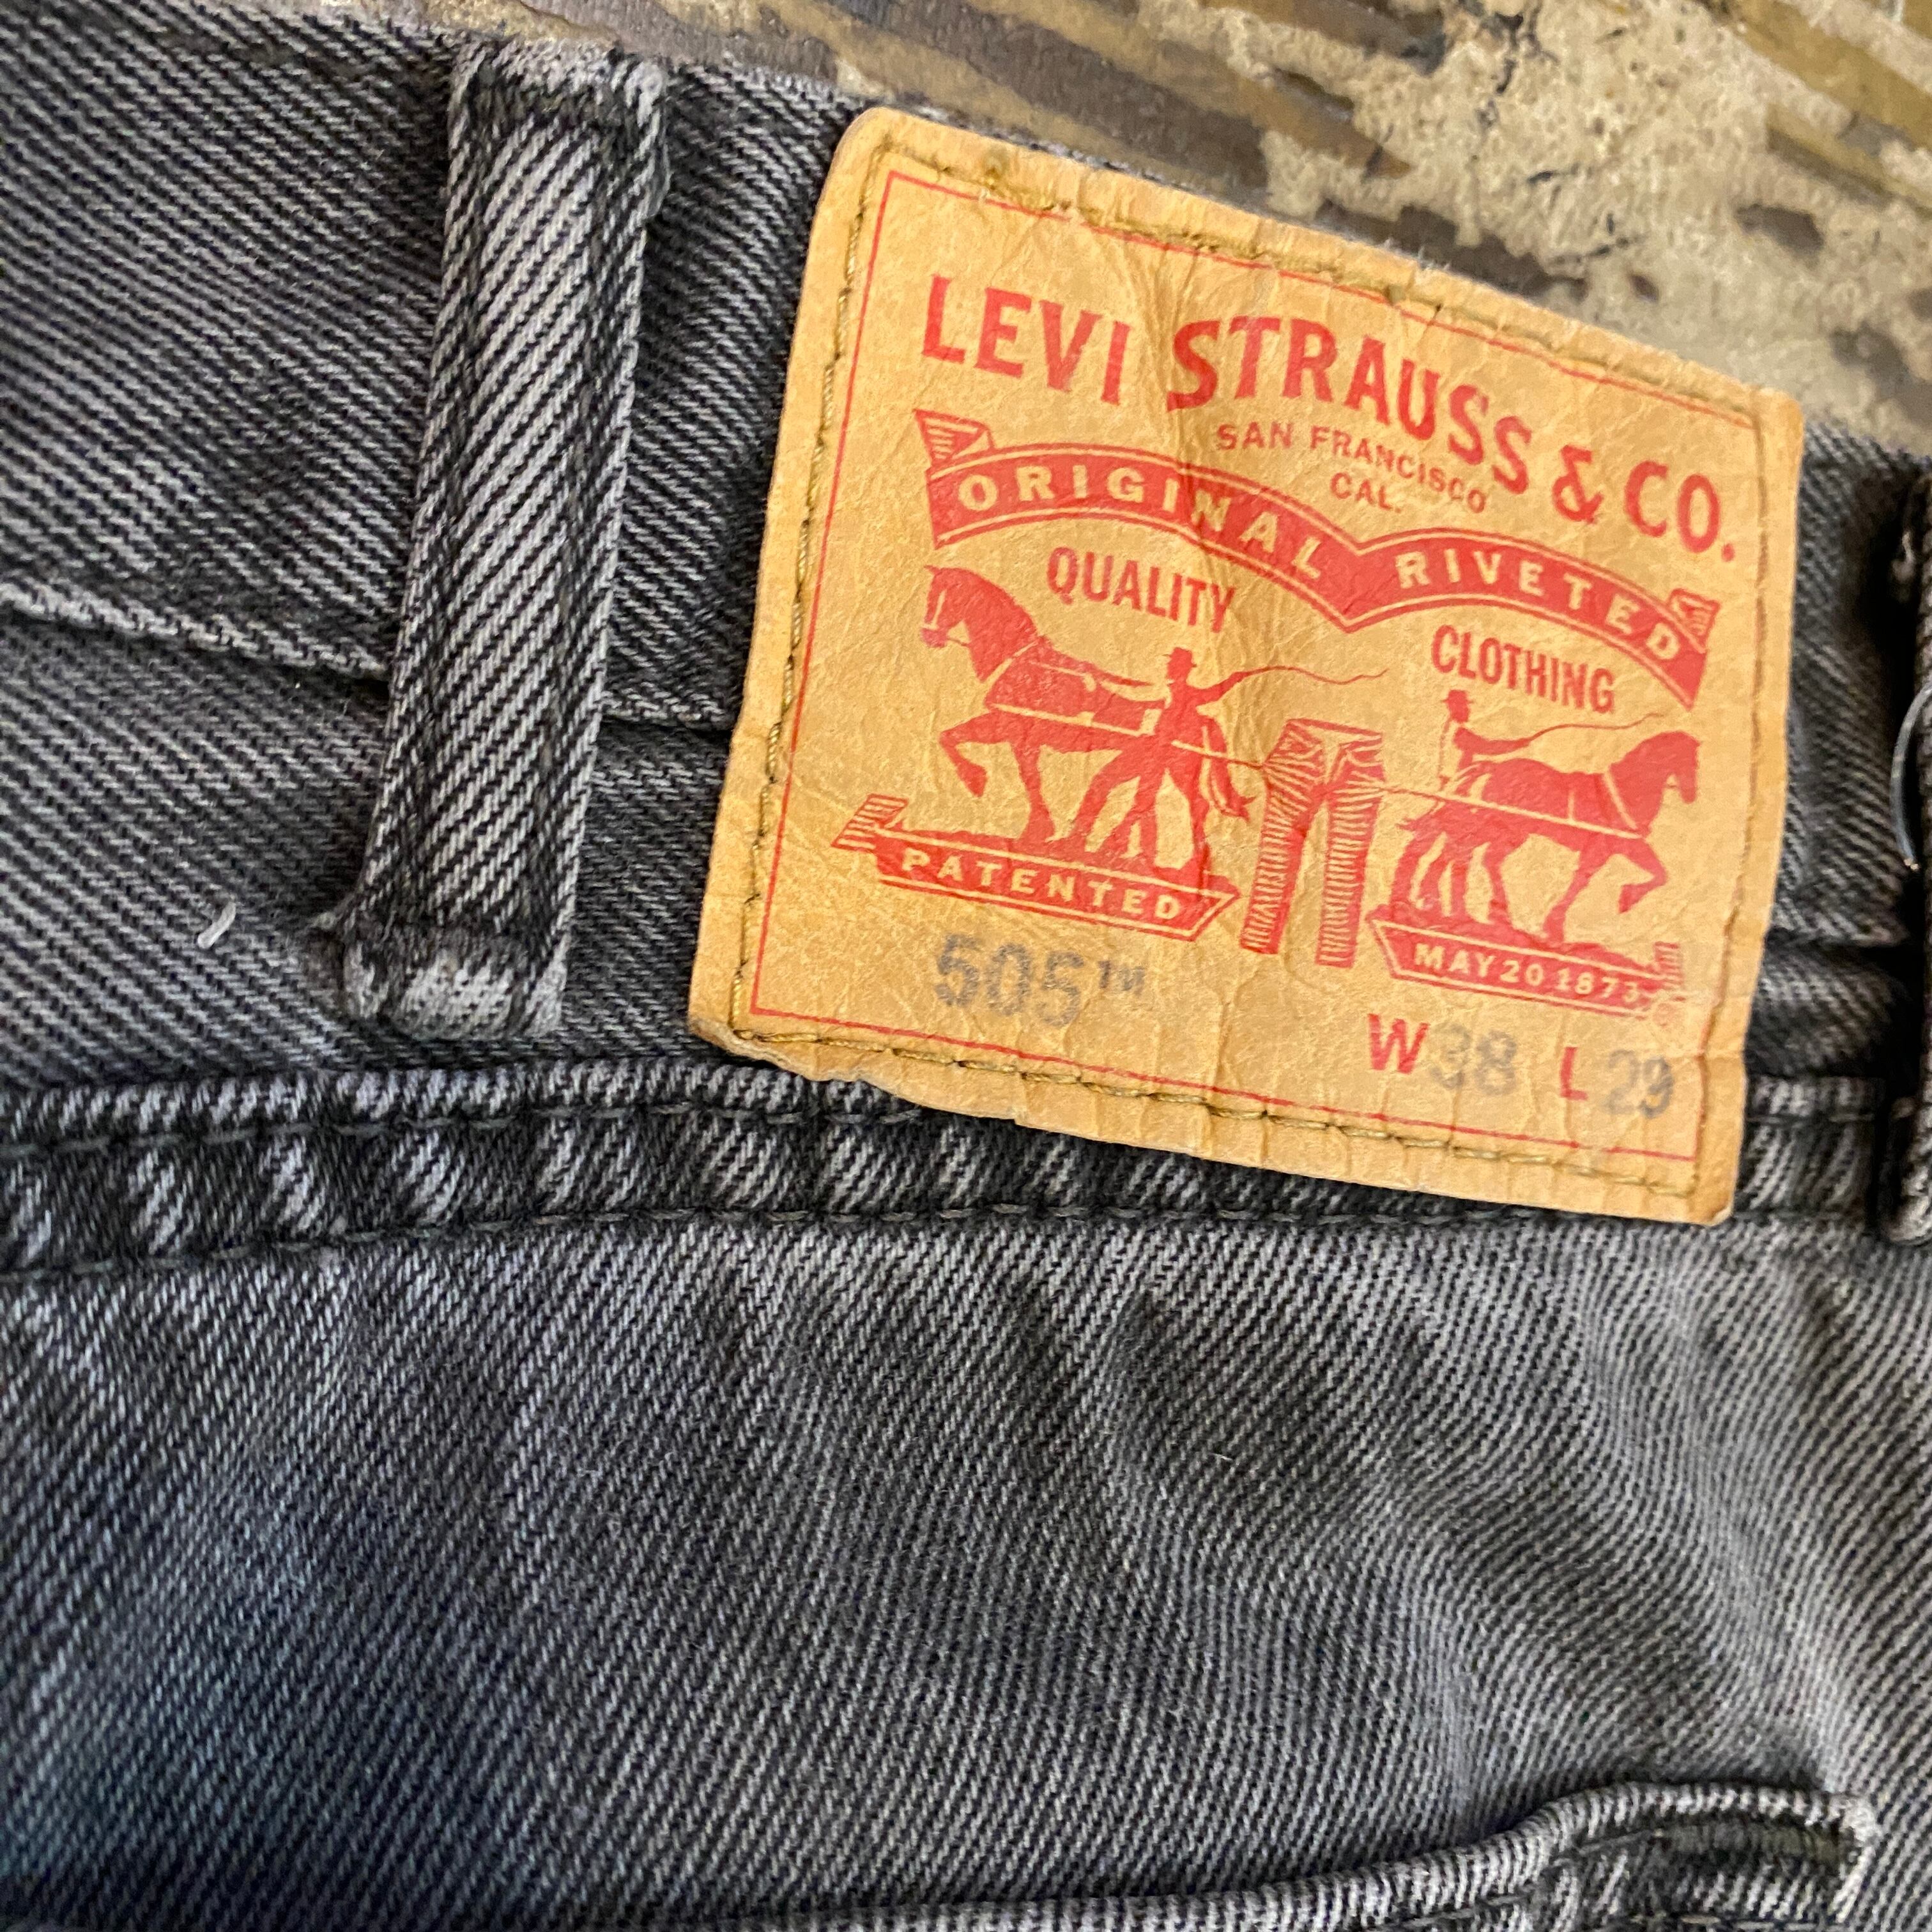 LEVI STRAUSS & CO.
SAN FRANCISCO
CAL.
ORIGINAL RIVETED
QUALITY CLOTHING
PATENTED MAY 20 1873
505™
W38 L29